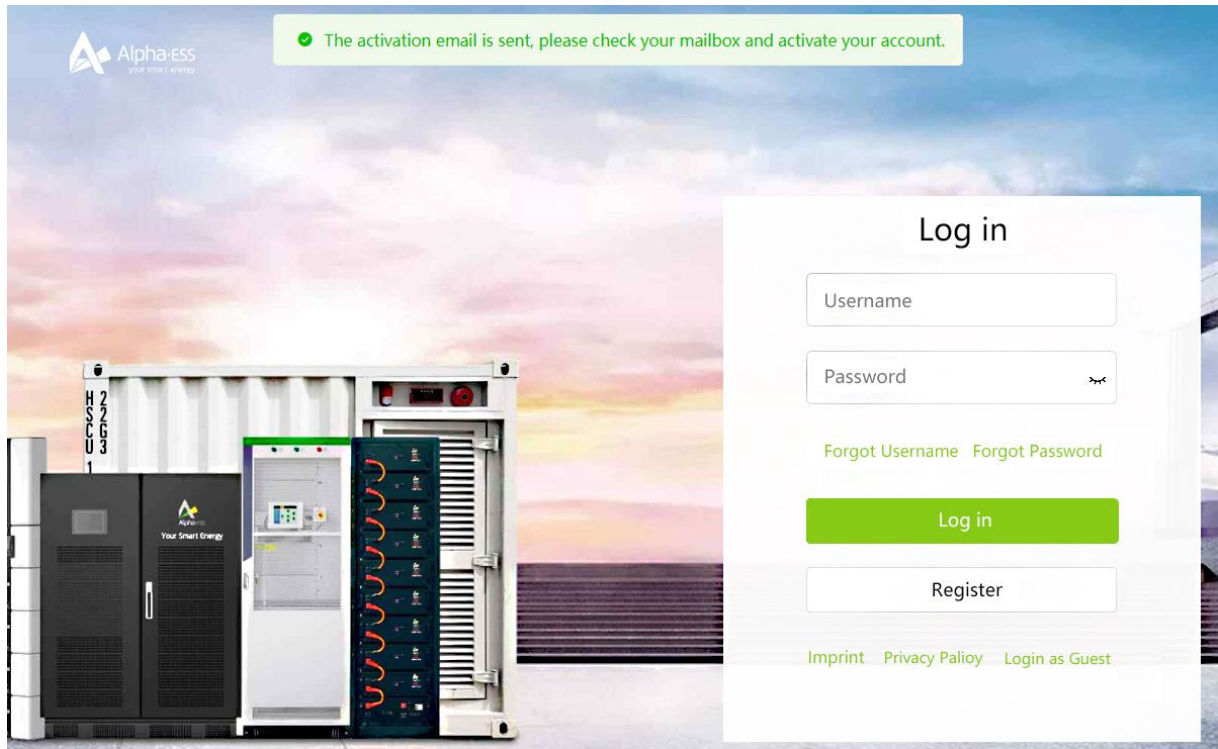 Alpha·ESS
your smart energy
The activation email is sent, please check your mailbox and activate your account.
Log in
Username
Password
Forgot Username Forgot Password
Log in
Register
Imprint Privacy Palioy Login as Guest
H 2
S 2
C G
U 3
1
Alpha·ESS
Your Smart Energy